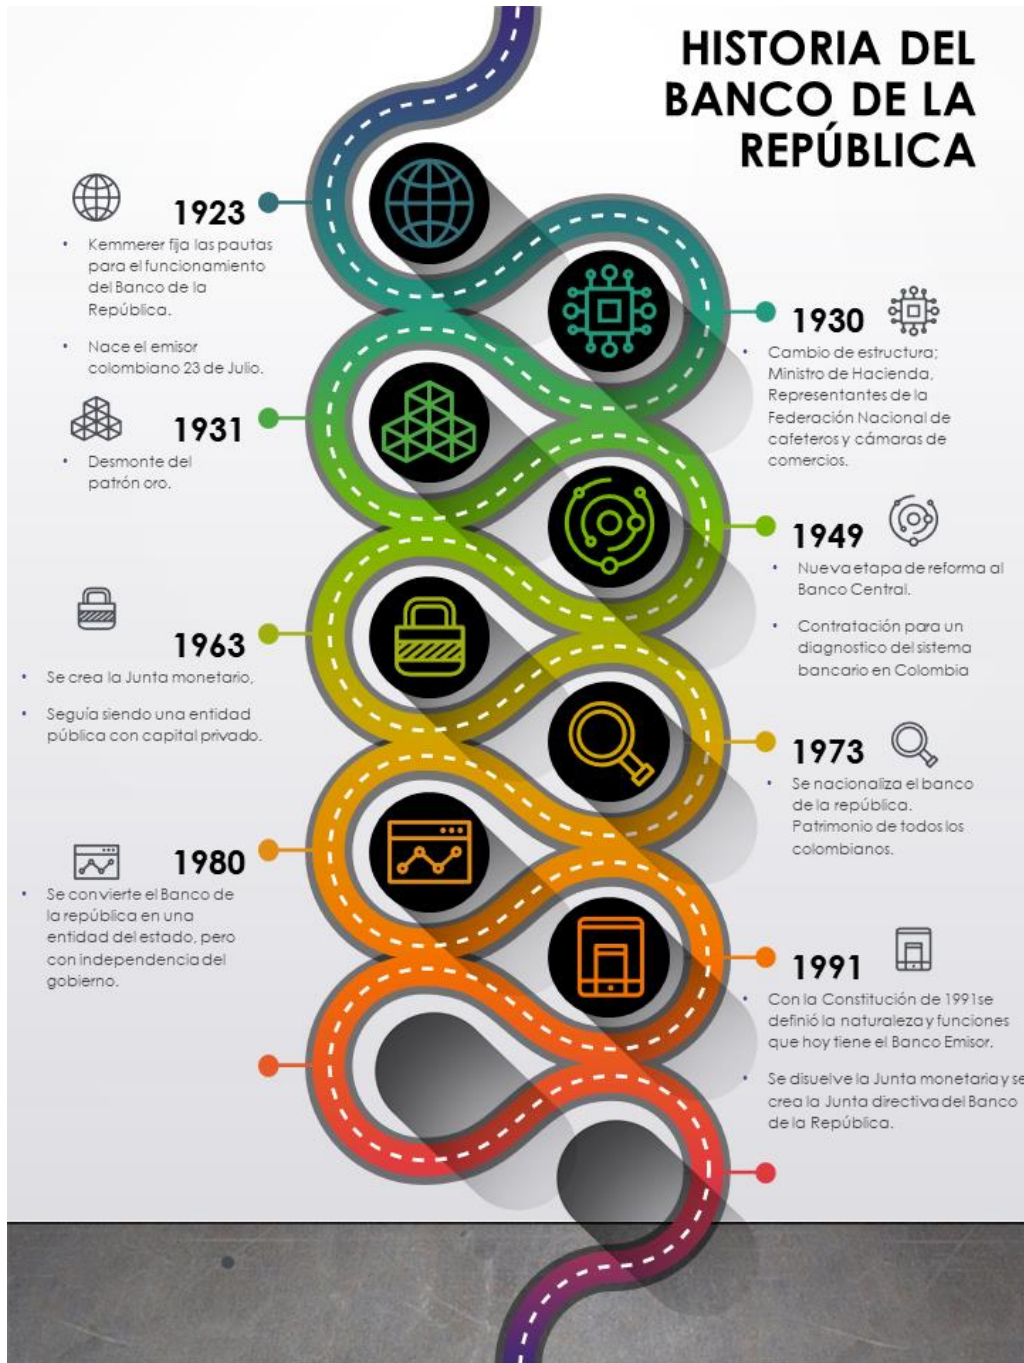 HISTORIA DEL
BANCO DE LA
REPÚBLICA
1923
• Kemmerer fija las pautas
para el funcionamiento
del Banco de la
República.
• Nace el emisor
colombiano 23 de Julio.
1930
• Cambio de estructura;
Ministro de Hacienda,
Representantes de la
Federación Nacional de
cafeteros y cámaras de
comercios.
1931
• Desmonte del
patrón oro.
1949
• Nueva etapa de reforma al
Banco Central.
• Contratación para un
diagnostico del sistema
bancario en Colombia
1963
• Se crea la Junta monetario,
• Seguía siendo una entidad
pública con capital privado.
1973
• Se nacionaliza el banco
de la república.
Patrimonio de todos los
colombianos.
1980
• Se convierte el Banco de
la república en una
entidad del estado, pero
con independencia del
gobierno.
1991
• Con la Constitución de 1991 se
definió la naturaleza y funciones
que hoy tiene el Banco Emisor.
• Se disuelve la Junta monetaria y se
crea la Junta directiva del Banco
de la República.